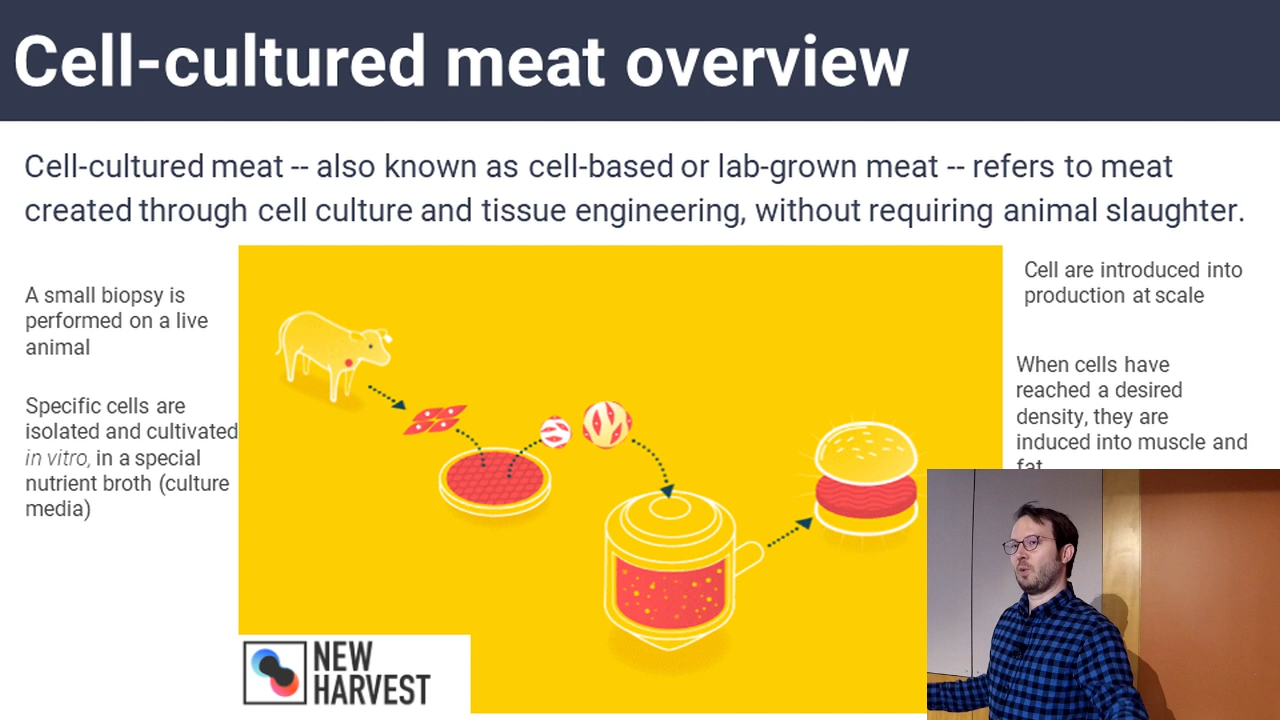 Cell-cultured meat overview
Cell-cultured meat -- also known as cell-based or lab-grown meat -- refers to meat
created through cell culture and tissue engineering, without requiring animal slaughter.
A small biopsy is
performed on a live
animal
Specific cells are
isolated and cultivated
in vitro, in a special
nutrient broth (culture
media)
Cell are introduced into
production at scale
When cells have
reached a desired
density, they are
induced into muscle and
fat
NEW
HARVEST